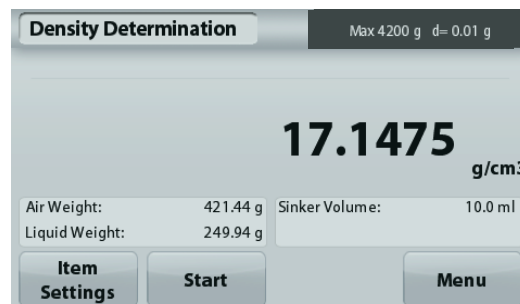 Density Determination
Max 4200 g d= 0.01 g
17.1475
g/cm3
Air Weight: 421.44 g Sinker Volume: 10.0 ml
Liquid Weight: 249.94 g
Item Settings
Start
Menu